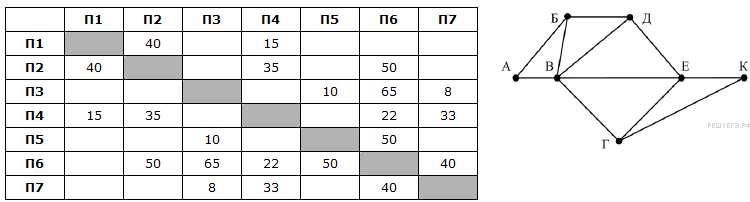 П1 П2 П3 П4 П5 П6 П7
П1 40 15
П2 40 35 50
П3 10 65 8
П4 15 35 22 33
П5 10 50
П6 50 65 22 50 40
П7 8 33 40
Б Д
А В Е К
Г
РЕШУЕГЭ.РФ